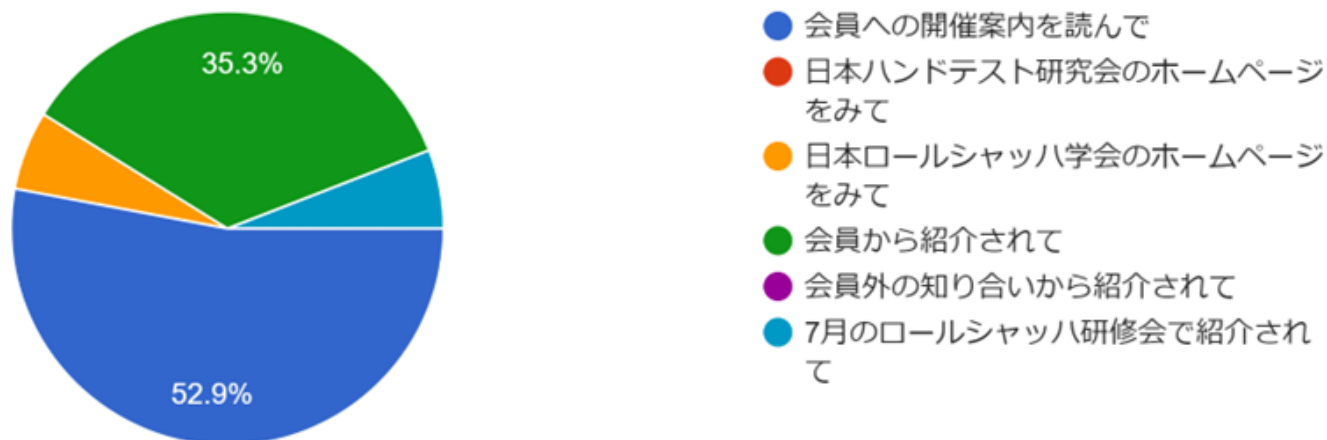 35.3%
52.9%
会員への開催案内を読んで
日本ハンドテスト研究会のホームページ
をみて
日本ロールシャッハ学会のホームページ
をみて
会員から紹介されて
会員外の知り合いから紹介されて
7月のロールシャッハ研修会で紹介され
て